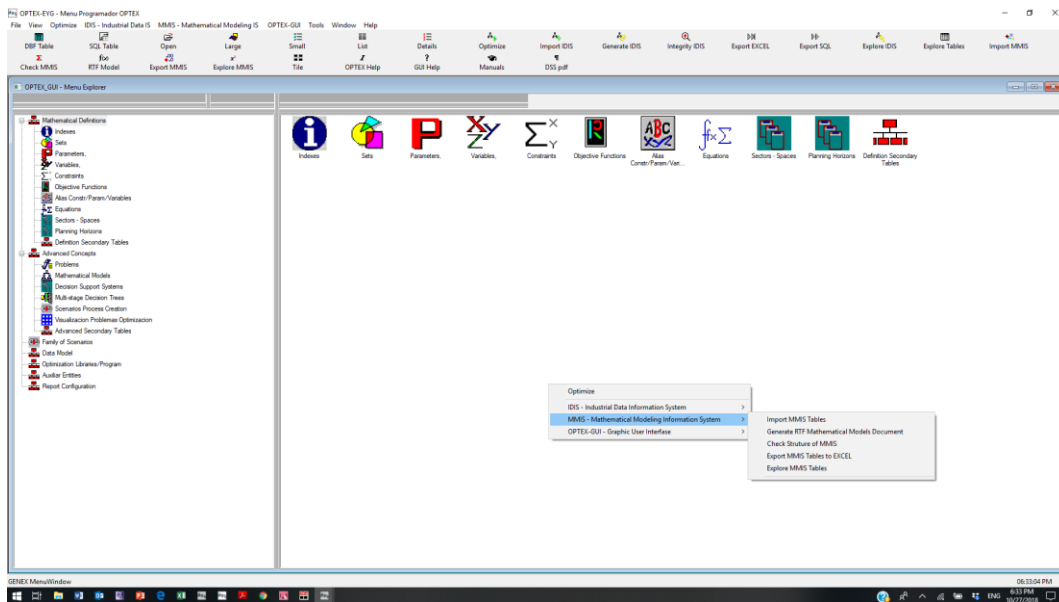 OPTEX-EYG - Menu Programador OPTEX
File View Optimize IDIS - Industrial Data IS MMIS - Mathematical Modeling IS OPTEX-GUI Tools Window Help
DBF Table SQL Table Open Large Small List Details Optimize Import IDIS Generate IDIS Integrity IDIS Export EXCEL Export SQL Explore IDIS Explore Tables Import MMIS
Check MMIS RTF Model Export MMIS Explore MMIS Tile OPTEX Help GUI Help Manuals DSS pdf
OPTEX_GUI - Menu Explorer
Mathematical Definitions
Indexes
Sets
Parameters,
Variables,
Constraints
Objective Functions
Alias Constr/Param/Variables
Equations
Sectors - Spaces
Planning Horizons
Definition Secondary Tables
Advanced Concepts
Problems
Mathematical Models
Decision Support Systems
Multi-stage Decision Trees
Scenarios Process Creation
Visualizacion Problemas Optimizacion
Advanced Secondary Tables
Family of Scenarios
Data Model
Optimization Libraries/Program
Auxiliar Entities
Report Configuration
Indexes Sets Parameters, Variables, Constraints Objective Functions Alias Constr/Param/Vari... Equations Sectors - Spaces Planning Horizons Definition Secondary Tables
Optimize
IDIS - Industrial Data Information System
MMIS - Mathematical Modeling Information System
OPTEX-GUI - Graphic User Interfase
Import MMIS Tables
Generate RTF Mathematical Models Document
Check Struture of MMIS
Export MMIS Tables to EXCEL
Explore MMIS Tables
GENEX MenuWindow
06:33:04 PM
ENG
6:33 PM
10/27/2018